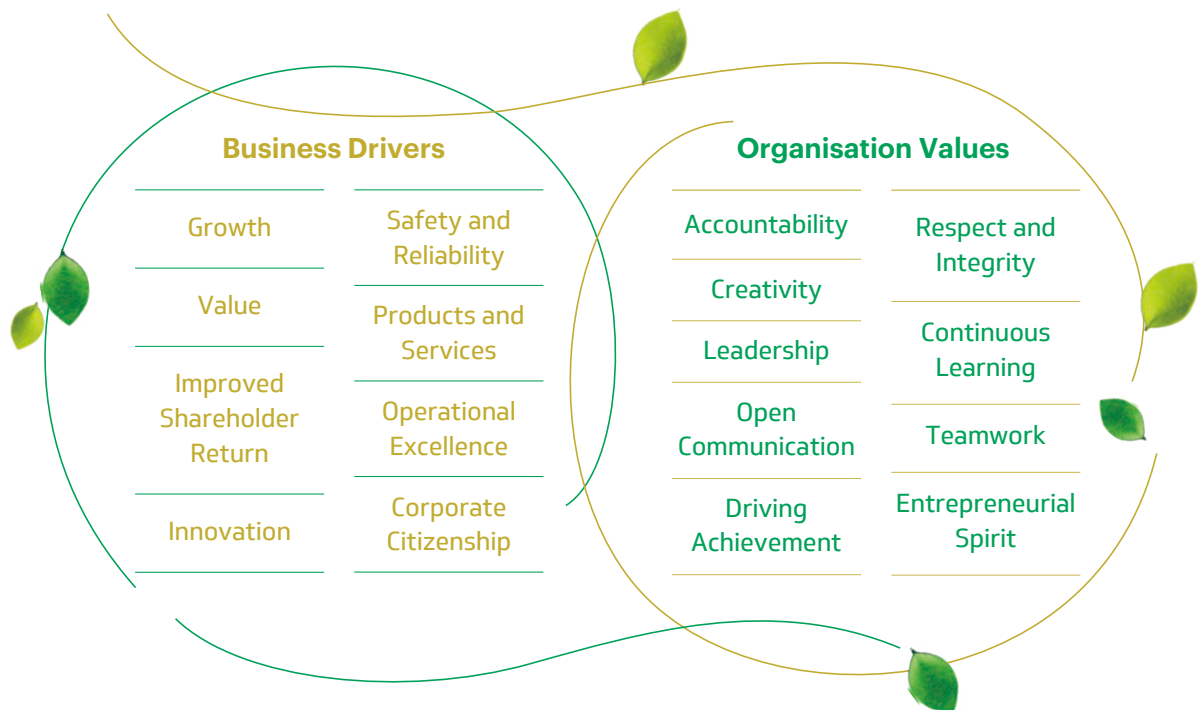 Business Drivers
Growth
Value
Improved
Shareholder
Return
Innovation
Safety and
Reliability
Products and
Services
Operational
Excellence
Corporate
Citizenship
Organisation Values
Accountability
Creativity
Leadership
Open
Communication
Driving
Achievement
Respect and
Integrity
Continuous
Learning
Teamwork
Entrepreneurial
Spirit